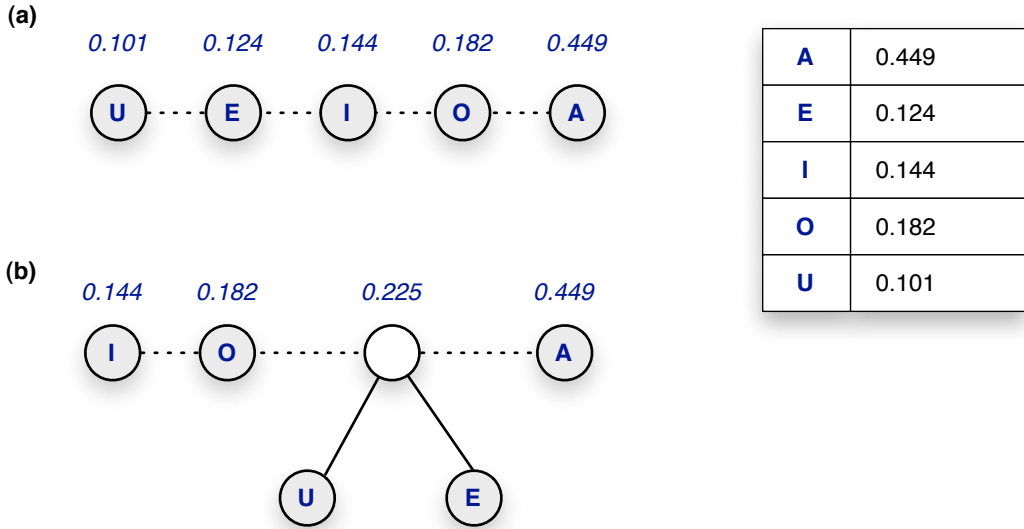 (a)
0.101 0.124 0.144 0.182 0.449
U E I O A
(b)
0.144 0.182 0.225 0.449
I O A
U E
A 0.449
E 0.124
I 0.144
O 0.182
U 0.101